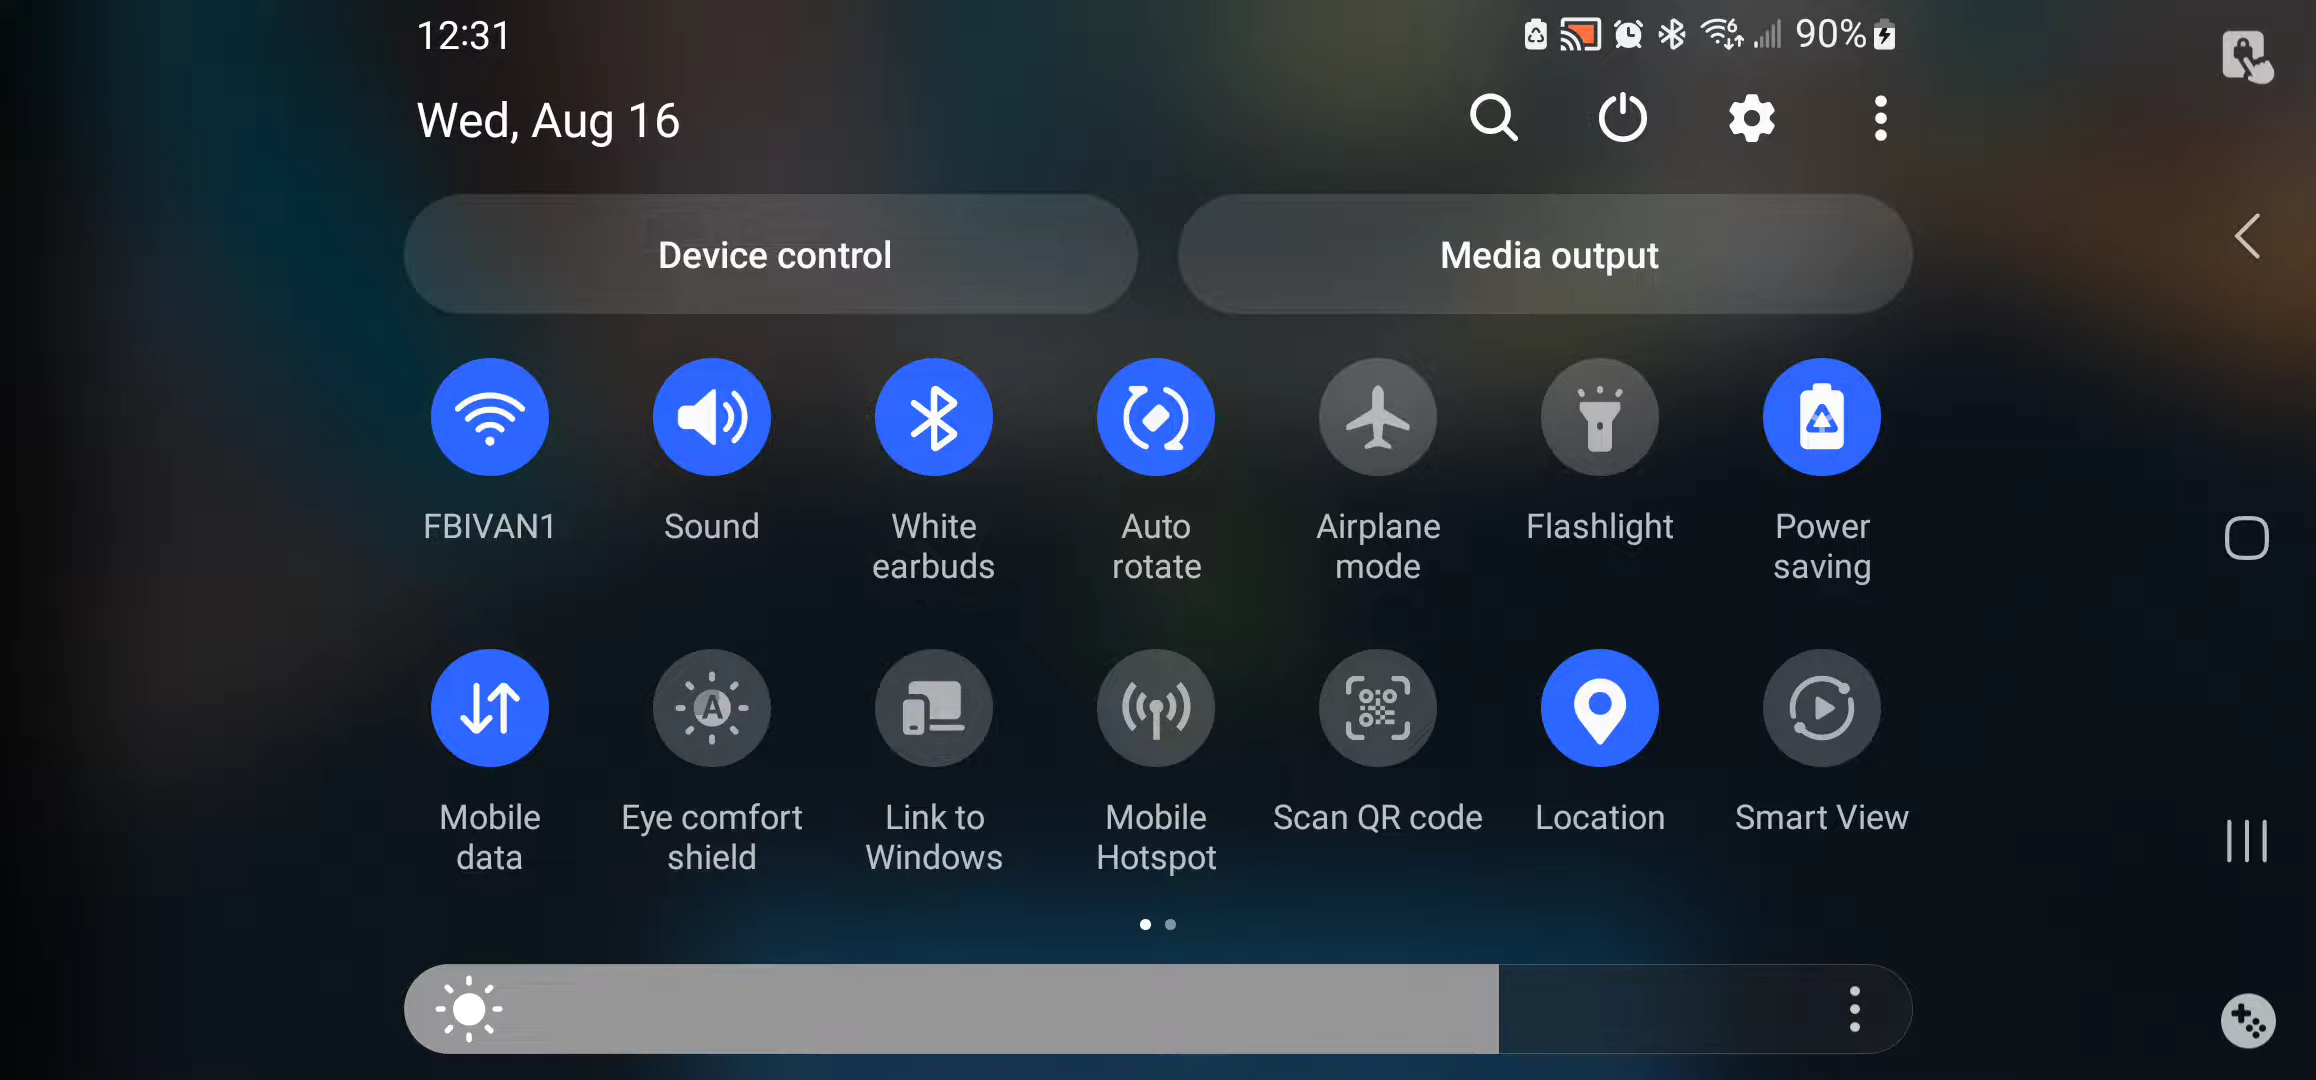 12:31
6 90%
Wed, Aug 16
Device control
Media output
FBIVAN1
Sound
White
earbuds
Auto
rotate
Airplane
mode
Flashlight
Power
saving
A
Mobile
data
Eye comfort
shield
Link to
Windows
Mobile
Hotspot
Scan QR code
Location
Smart View